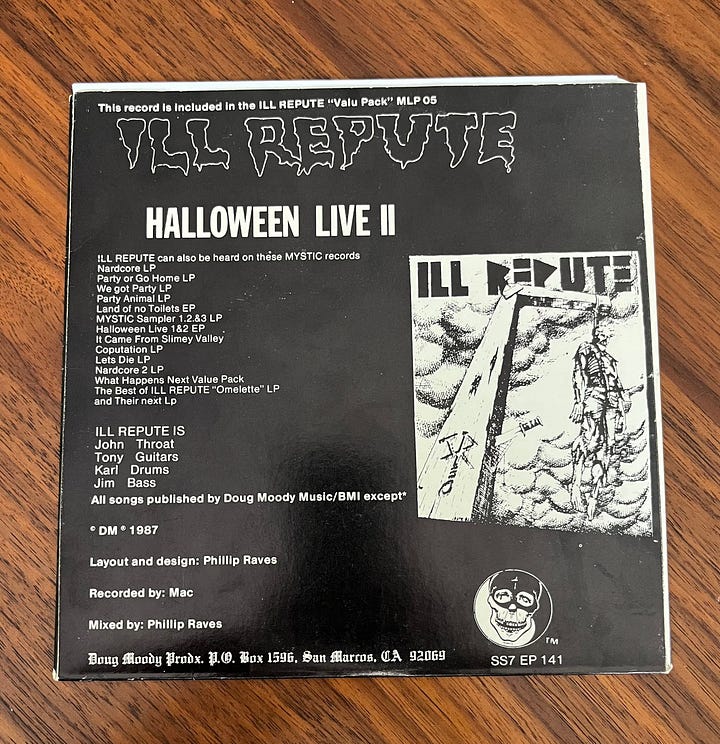 This record is included in the ILL REPUTE "Valu Pack" MLP 05
ILL REPUTE
HALLOWEEN LIVE II
ILL REPUTE can also be heard on these MYSTIC records
Nardcore LP
Party or Go Home LP
We got Party LP
Party Animal LP
Land of no Toilets EP
MYSTIC Sampler 1.2.&3 LP
Halloween Live 1&2 EP
It Came From Slimey Valley
Coputation LP
Lets Die LP
Nardcore 2 LP
What Happens Next Value Pack
The Best of ILL REPUTE "Omelette" LP
and Their next Lp
ILL REPUTE
ILL REPUTE IS
John Throat
Tony Guitars
Karl Drums
Jim Bass
All songs published by Doug Moody Music/BMI except*
© DM ® 1987
Layout and design: Phillip Raves
Recorded by: Mac
Mixed by: Phillip Raves
Doug Moody Prodx. P.O. Box 1596, San Marcos, CA 92069
TM
SS7 EP 141